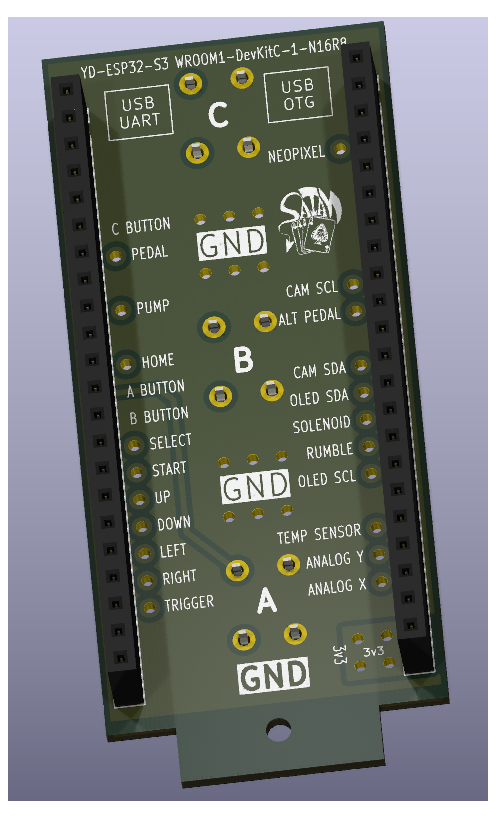 YD-ESP32-S3 WROOM1-DevKitC-1-N16R8
USB
UART
USB
OTG
C
NEOPIXEL
C BUTTON
GND
PEDAL
CAM SCL
PUMP
ALT PEDAL
B
HOME
CAM SDA
A BUTTON
OLED SDA
B BUTTON
SOLENOID
SELECT
RUMBLE
START
GND
OLED SCL
UP
DOWN
TEMP SENSOR
LEFT
ANALOG Y
RIGHT
ANALOG X
A
TRIGGER
3v3
3v3
GND